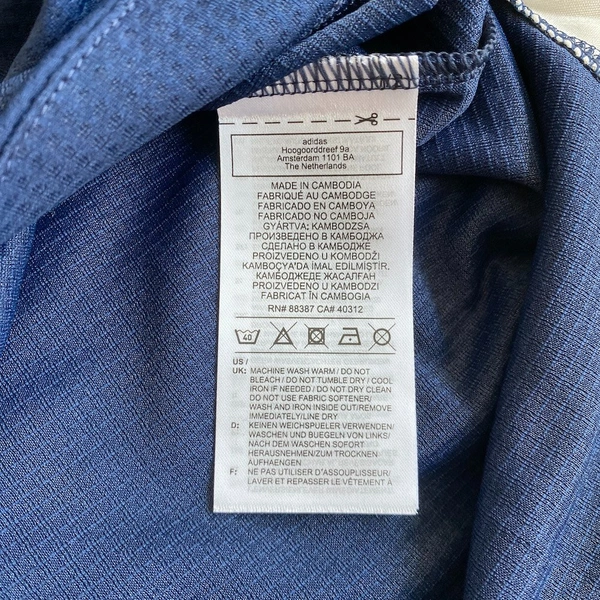 adidas
Hoogoorddreef 9a
Amsterdam 1101 BA
The Netherlands
MADE IN CAMBODIA
FABRIQUÉ AU CAMBODGE
FABRICADO EN CAMBOYA
FABRICADO NO CAMBOJA
GYÁRTVA: KAMBODZSA
ПРОИЗВЕДЕНО В КАМБОДЖА
СДЕЛАНО В КАМБОДЖЕ
PROIZVEDENO U KOMBODŽI
KAMBOÇYA'DA İMAL EDİLMİŞTİR.
КАМБОДЖЕДЕ ЖАСАЛҒАН
PROIZVEDENO U KAMBODZI
FABRICAT ÎN CAMBOGIA
RN# 88387 CA# 40312
40
US /
UK: MACHINE WASH WARM / DO NOT
BLEACH / DO NOT TUMBLE DRY / COOL
IRON IF NEEDED / DO NOT DRY CLEAN
DO NOT USE FABRIC SOFTENER/
WASH AND IRON INSIDE OUT/REMOVE
IMMEDIATELY/LINE DRY
D: KEINEN WEICHSPUELER VERWENDEN/
WASCHEN UND BUEGELN VON LINKS/
NACH DEM WASCHEN SOFORT
HERAUSNEHMEN/ZUM TROCKNEN
AUFHAENGEN
F: NE PAS UTILISER D'ASSOUPLISEUR/
LAVER ET REPASSER LE VÊTEMENT À